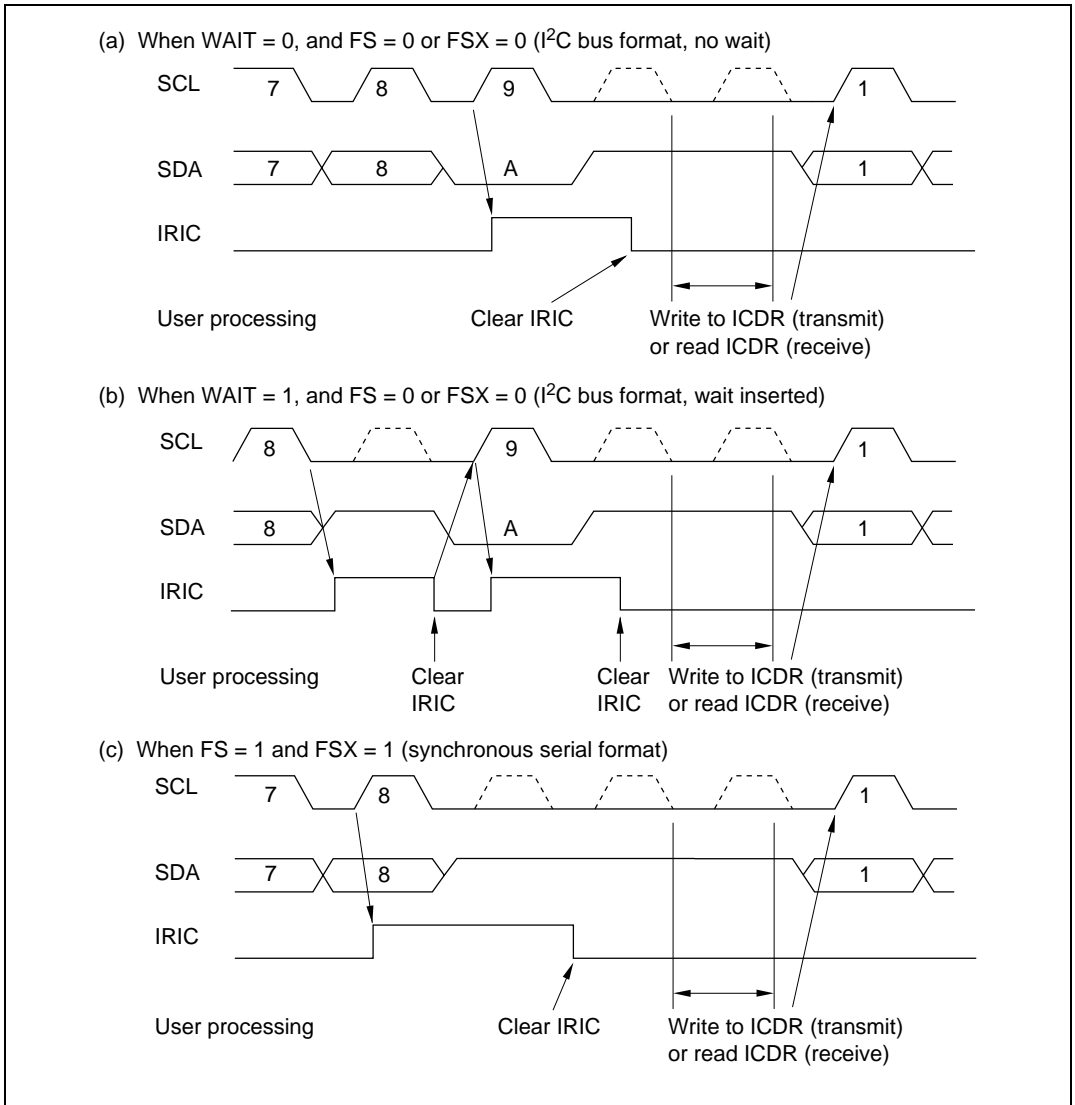 (a) When WAIT = 0, and FS = 0 or FSX = 0 (I²C bus format, no wait)
SCL 7 8 9 1
SDA 7 8 A 1
IRIC
User processing Clear IRIC Write to ICDR (transmit)
or read ICDR (receive)
(b) When WAIT = 1, and FS = 0 or FSX = 0 (I²C bus format, wait inserted)
SCL 8 9 1
SDA 8 A 1
IRIC
User processing Clear Clear Write to ICDR (transmit)
IRIC IRIC or read ICDR (receive)
(c) When FS = 1 and FSX = 1 (synchronous serial format)
SCL 7 8 1
SDA 7 8 1
IRIC
User processing Clear IRIC Write to ICDR (transmit)
or read ICDR (receive)